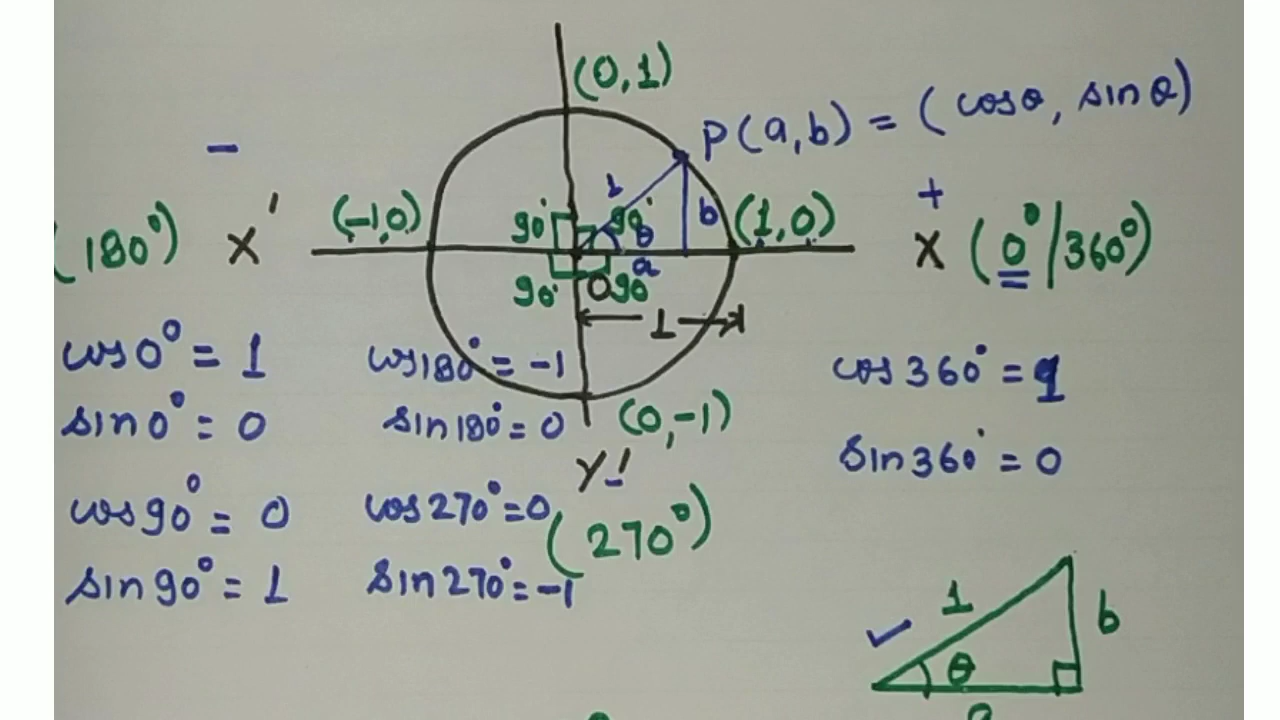 (0,1)
P(a,b) = (cosθ, sinθ)
-
+
(180°) X' (-1,0) 90° 90° θ b (1,0) X (0°/360°)
1
a
90° O 90°
1
cos0° = 1 cos180° = -1 cos360° = 1
sin0° = 0 sin180° = 0 (0,-1) sin360° = 0
Y'
cos90° = 0 cos270° = 0 (270°)
sin90° = 1 sin270° = -1
1 b
θ
a